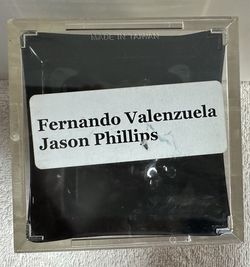 MADE IN TAIWAN
Fernando Valenzuela
Jason Phillips